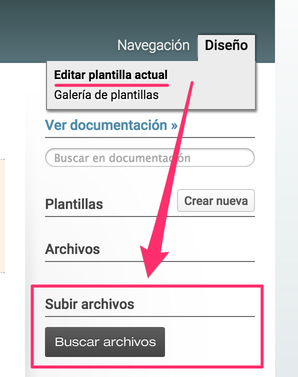 Navegación Diseño
Editar plantilla actual
Galería de plantillas
Ver documentación »
Buscar en documentación
Plantillas Crear nueva
Archivos
Subir archivos
Buscar archivos